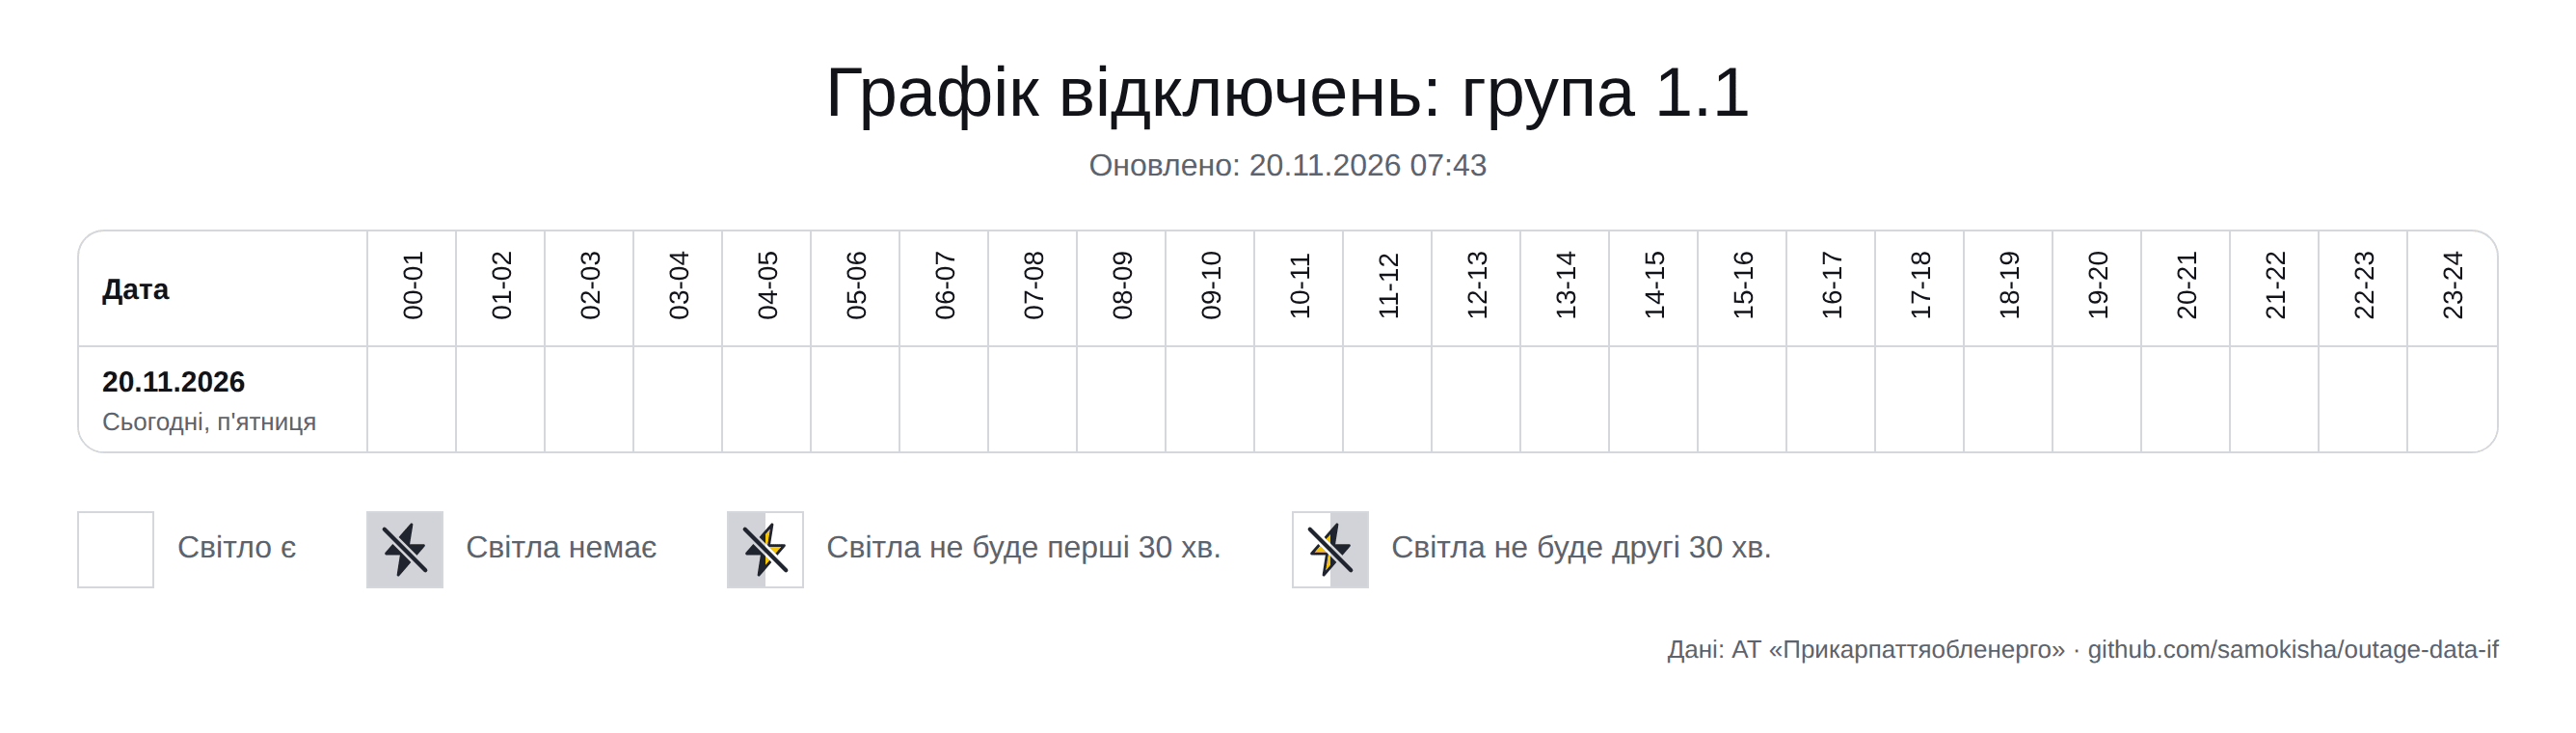 Графік відключень: група 1.1
Оновлено: 20.11.2026 07:43
Дата 00-01 01-02 02-03 03-04 04-05 05-06 06-07 07-08 08-09 09-10 10-11 11-12 12-13 13-14 14-15 15-16 16-17 17-18 18-19 19-20 20-21 21-22 22-23 23-24
20.11.2026
Сьогодні, п'ятниця
Світло є Світла немає Світла не буде перші 30 хв. Світла не буде другі 30 хв.
Дані: АТ «Прикарпаттяобленерго» · github.com/samokisha/outage-data-if